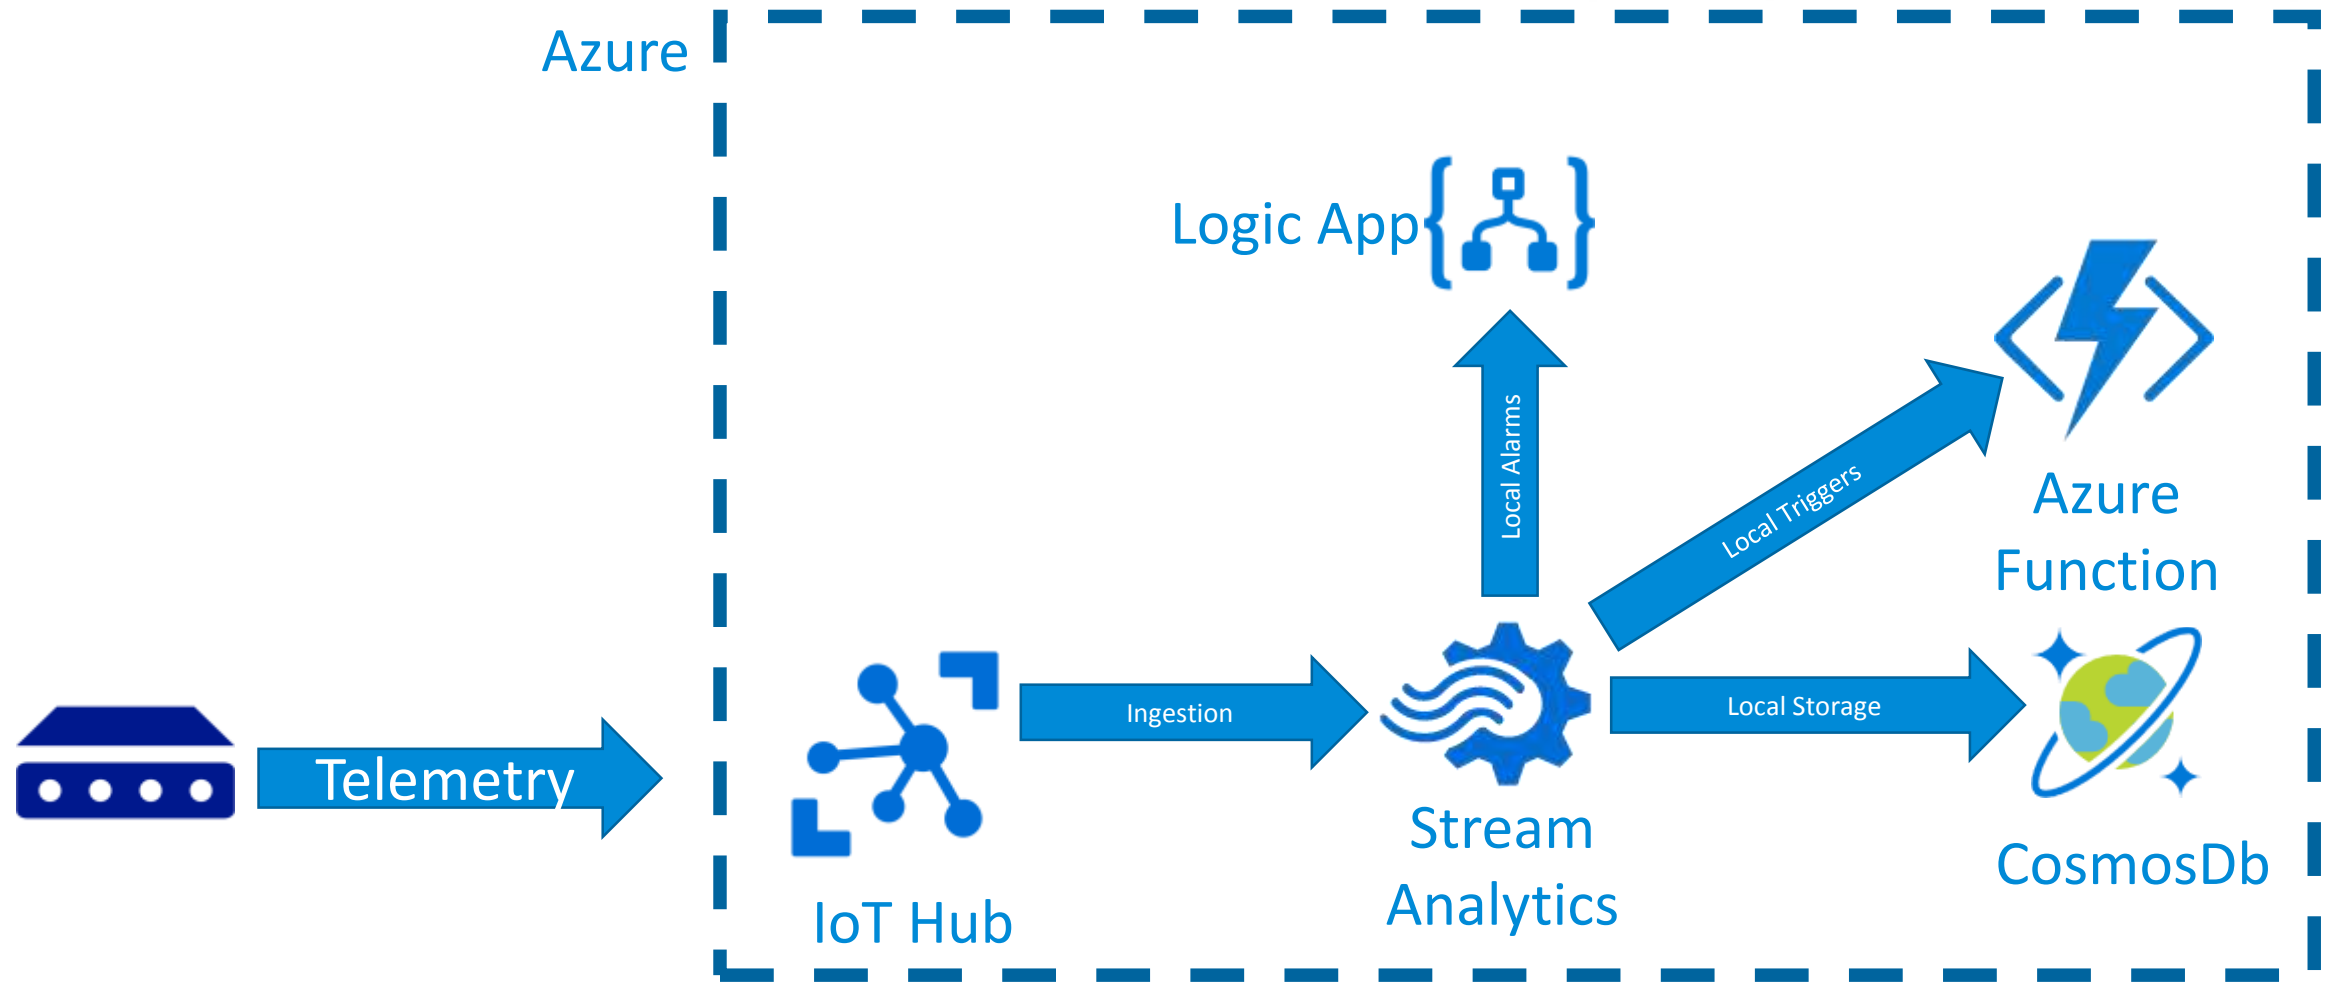 Azure
Logic App
Local Alarms
Local Triggers
Azure
Function
Telemetry
Ingestion
Local Storage
IoT Hub
Stream
Analytics
CosmosDb